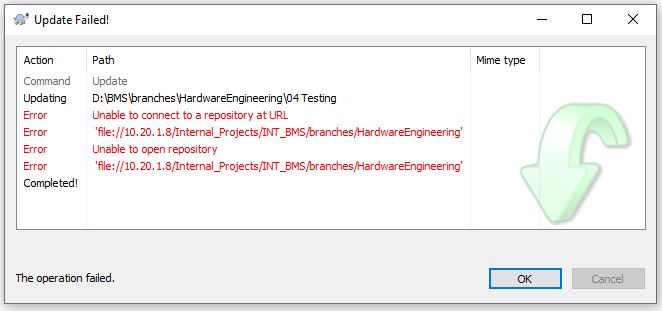 Update Failed!
Action Path Mime type
Command Update
Updating D:\BMS\branches\HardwareEngineering\04 Testing
Error Unable to connect to a repository at URL
Error 'file://10.20.1.8/Internal_Projects/INT_BMS/branches/HardwareEngineering'
Error Unable to open repository
Error 'file://10.20.1.8/Internal_Projects/INT_BMS/branches/HardwareEngineering'
Completed!
The operation failed.
OK Cancel